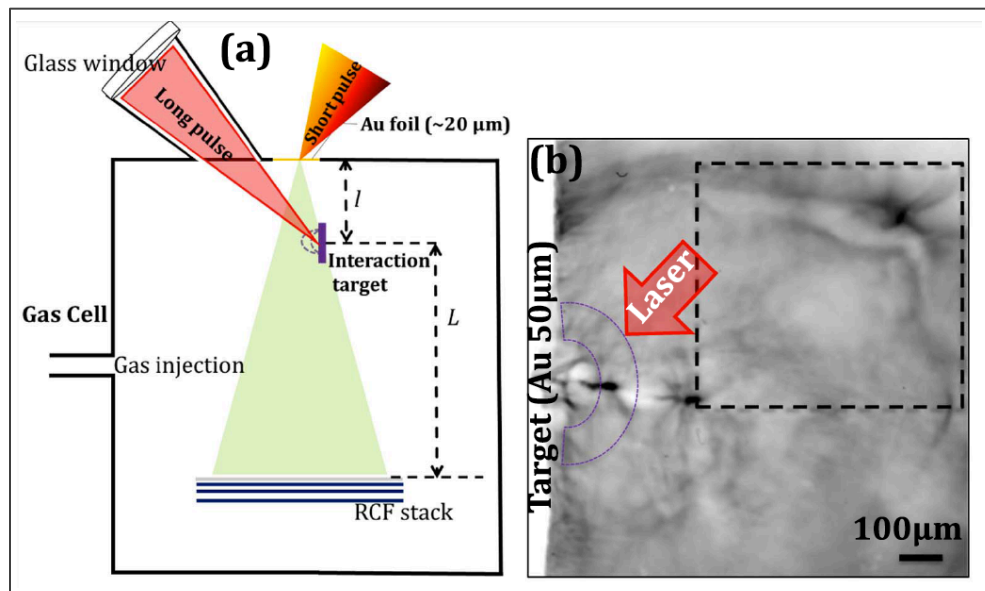 (a)
Glass window
Long pulse
Short pulse
Au foil (~20 μm)
l
Interaction
target
L
Gas Cell
Gas injection
RCF stack
(b)
Laser
Target (Au 50μm)
100μm